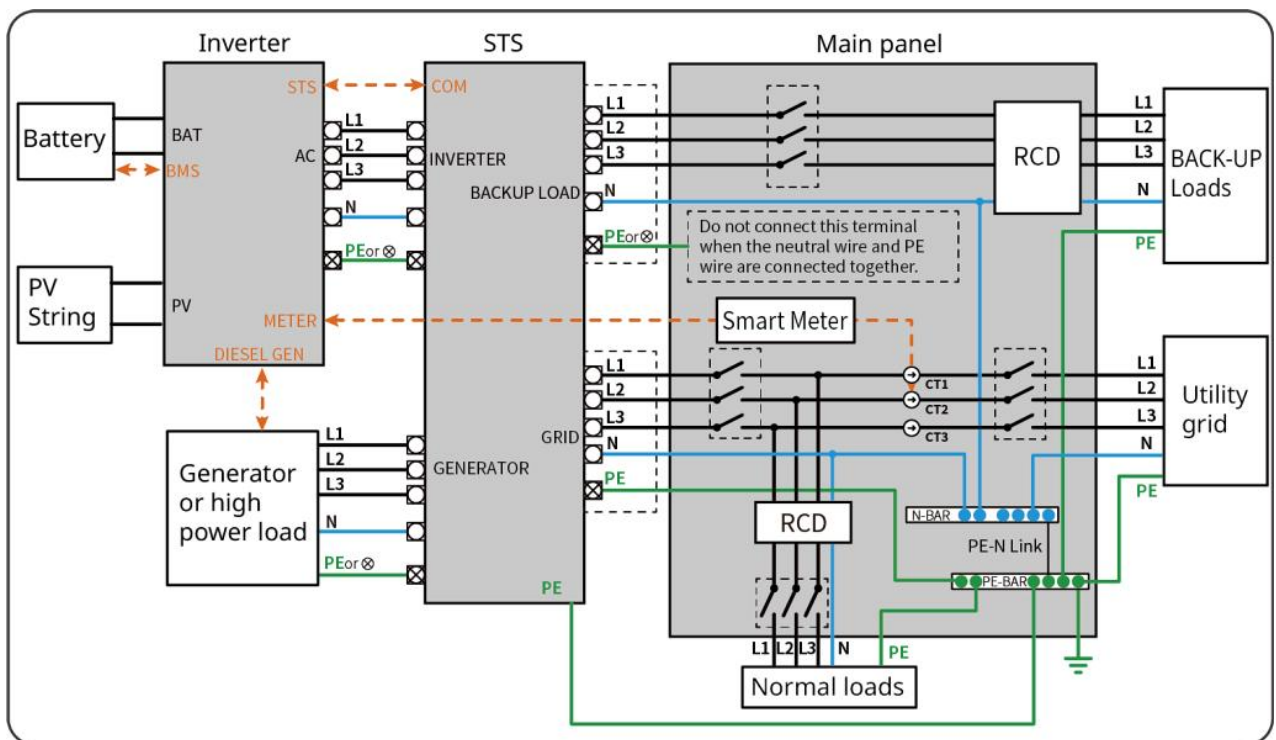 Inverter
STS
Main panel
STS
COM
L1
L2
L3
N
PE or ⊗
BAT
AC
BMS
Battery
PV
String
PV
METER
DIESEL GEN
INVERTER
BACKUP LOAD
L1
L2
L3
N
PE or ⊗
Do not connect this terminal
when the neutral wire and PE
wire are connected together.
RCD
L1
L2
L3
N
PE
BACK-UP
Loads
Smart Meter
L1
L2
L3
N
PE
GRID
CT1
CT2
CT3
L1
L2
L3
N
PE
Utility
grid
Generator
or high
power load
L1
L2
L3
N
PE or ⊗
GENERATOR
PE
RCD
N-BAR
PE-N Link
PE-BAR
L1 L2 L3 N PE
Normal loads